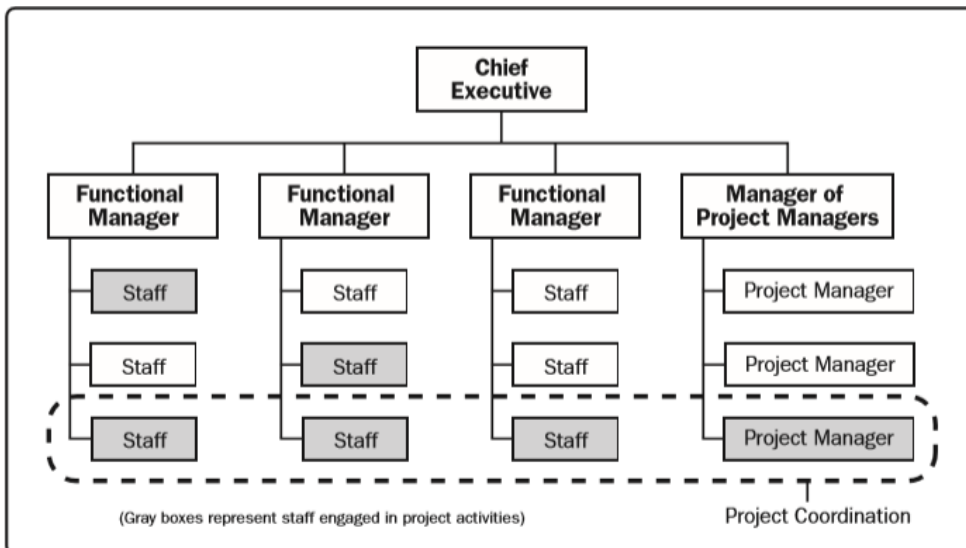 Chief
Executive
Functional
Manager
Functional
Manager
Functional
Manager
Manager of
Project Managers
Staff
Staff
Staff
Project Manager
Staff
Staff
Staff
Project Manager
Staff
Staff
Staff
Project Manager
(Gray boxes represent staff engaged in project activities)
Project Coordination